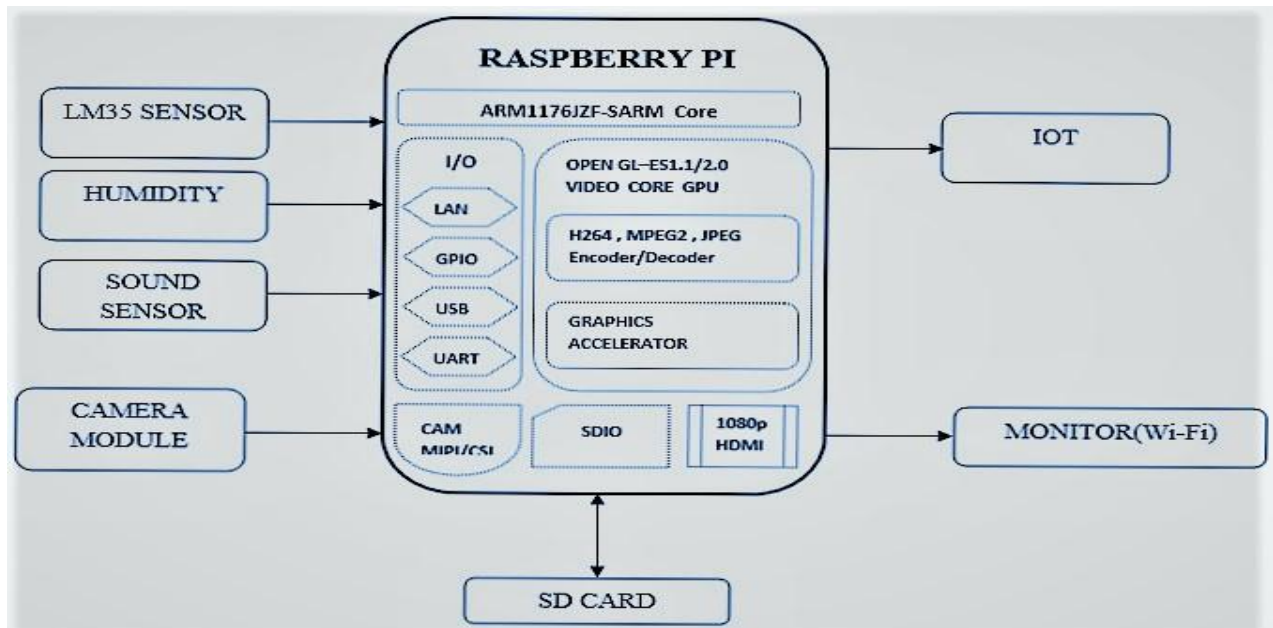 RASPBERRY PI
ARM1176JZF-SARM Core
LM35 SENSOR
HUMIDITY
SOUND
SENSOR
CAMERA
MODULE
I/O
LAN
GPIO
USB
UART
OPEN GL–ES1.1/2.0
VIDEO CORE GPU
H264 , MPEG2 , JPEG
Encoder/Decoder
GRAPHICS
ACCELERATOR
CAM
MIPI/CSI
SDIO
1080p
HDMI
IOT
MONITOR(Wi-Fi)
SD CARD